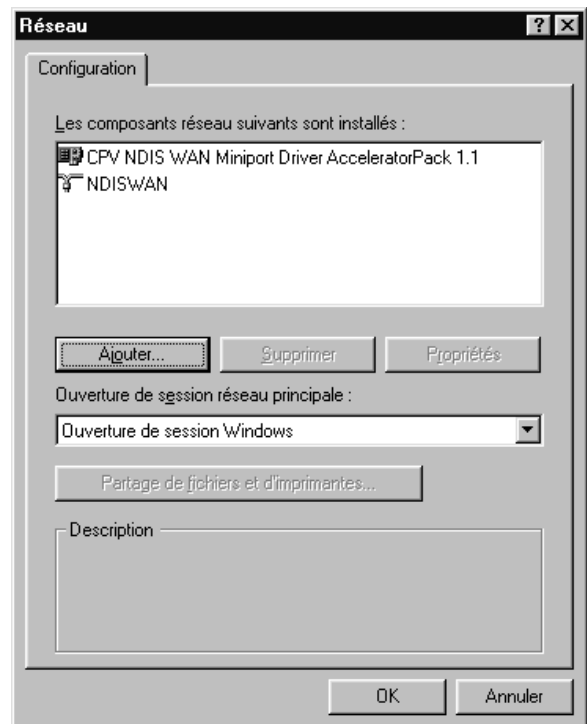 Réseau
Configuration
Les composants réseau suivants sont installés :
CPV NDIS WAN Miniport Driver AcceleratorPack 1.1
NDISWAN
Ajouter... Supprimer Propriétés
Ouverture de session réseau principale :
Ouverture de session Windows
Partage de fichiers et d'imprimantes...
Description
OK Annuler